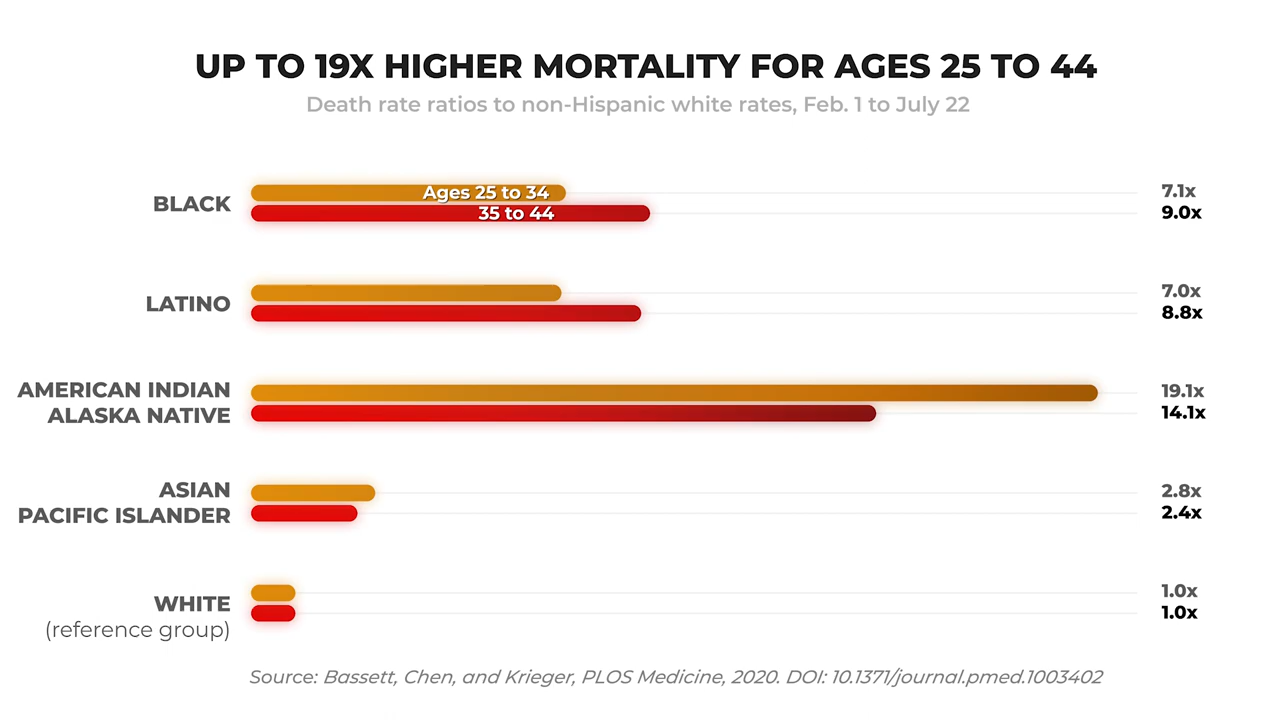 UP TO 19X HIGHER MORTALITY FOR AGES 25 TO 44
Death rate ratios to non-Hispanic white rates, Feb. 1 to July 22
BLACK
Ages 25 to 34
35 to 44
7.1x
9.0x
LATINO
7.0x
8.8x
AMERICAN INDIAN
ALASKA NATIVE
19.1x
14.1x
ASIAN
PACIFIC ISLANDER
2.8x
2.4x
WHITE
(reference group)
1.0x
1.0x
Source: Bassett, Chen, and Krieger, PLOS Medicine, 2020. DOI: 10.1371/journal.pmed.1003402